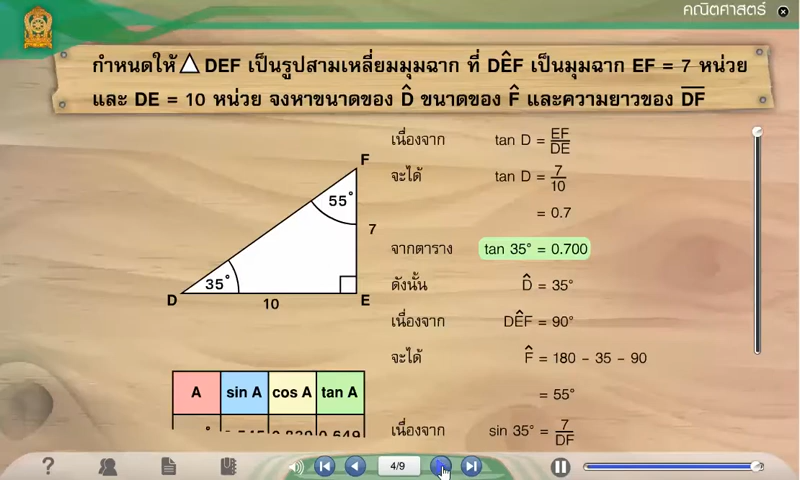 คณิตศาสตร์
กำหนดให้ △ DEF เป็นรูปสามเหลี่ยมมุมฉาก ที่ DÊF เป็นมุมฉาก EF = 7 หน่วย
และ DE = 10 หน่วย จงหาขนาดของ D̂ ขนาดของ F̂ และความยาวของ D̅F̅
เนื่องจาก tan D = EF/DE
จะได้ tan D = 7/10
= 0.7
จากตาราง tan 35° = 0.700
ดังนั้น D̂ = 35°
เนื่องจาก DÊF = 90°
จะได้ F̂ = 180 - 35 - 90
= 55°
เนื่องจาก sin 35° = 7/DF
F
55°
7
35°
D
10
E
A sin A cos A tan A
?
4/9